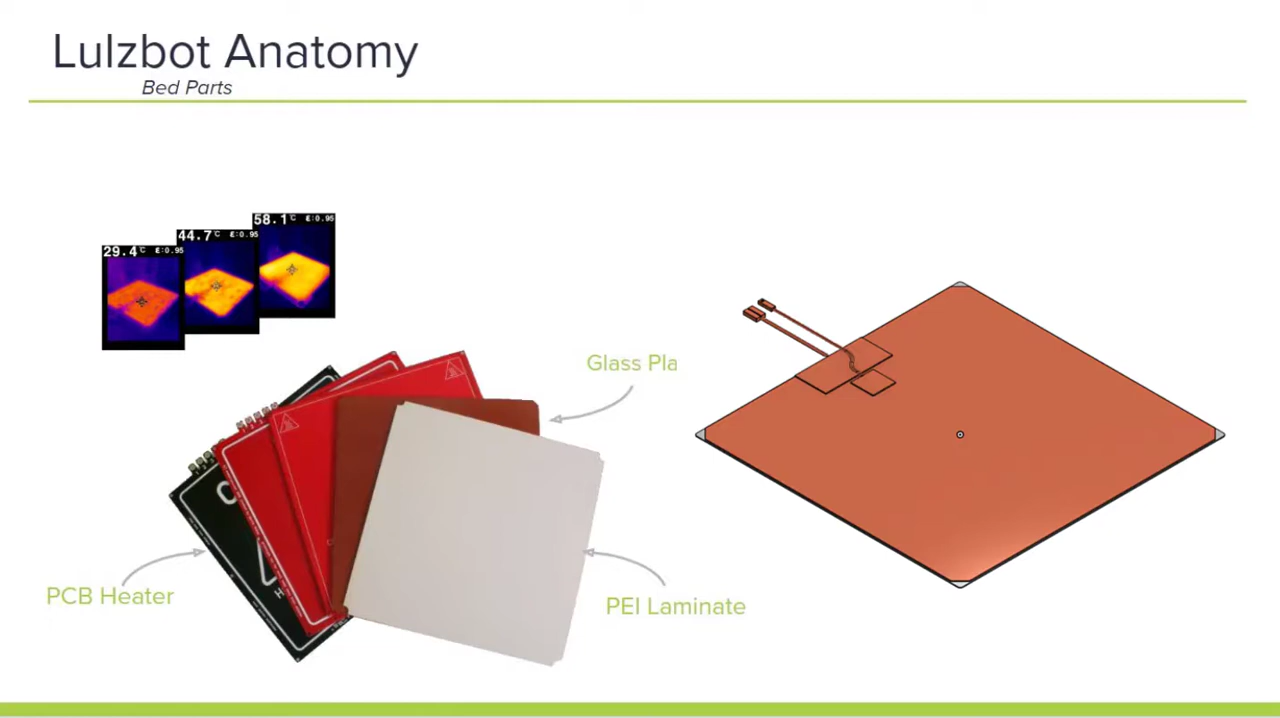 Lulzbot Anatomy
Bed Parts
58.1°C ε:0.95
44.7°C ε:0.95
29.4°C ε:0.95
Glass Pla
PCB Heater
PEI Laminate